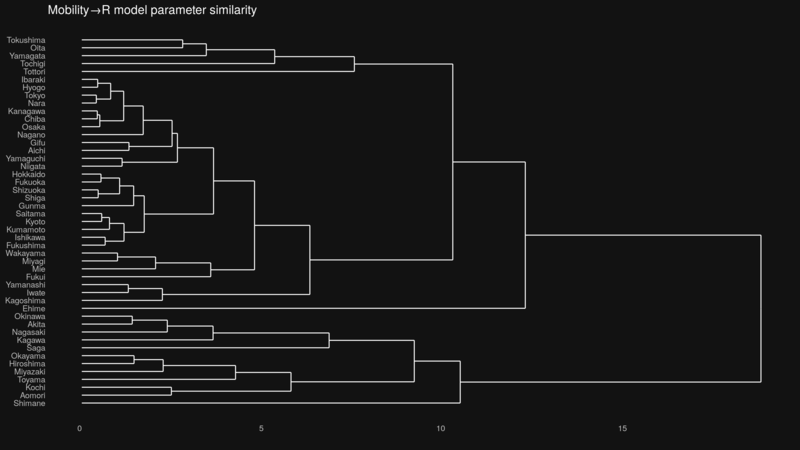 Mobility→R model parameter similarity
Tokushima
Oita
Yamagata
Tochigi
Tottori
Ibaraki
Hyogo
Tokyo
Nara
Kanagawa
Chiba
Osaka
Nagano
Gifu
Aichi
Yamaguchi
Niigata
Hokkaido
Fukuoka
Shizuoka
Shiga
Gunma
Saitama
Kyoto
Kumamoto
Ishikawa
Fukushima
Wakayama
Miyagi
Mie
Fukui
Yamanashi
Iwate
Kagoshima
Ehime
Okinawa
Akita
Nagasaki
Kagawa
Saga
Okayama
Hiroshima
Miyazaki
Toyama
Kochi
Aomori
Shimane
0 5 10 15